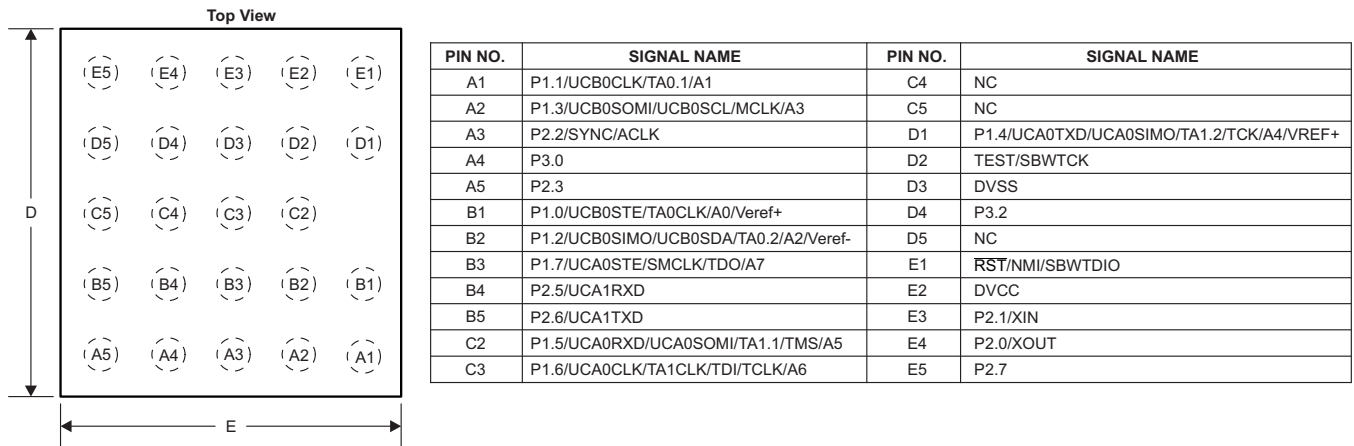 Top View
E5 E4 E3 E2 E1
D5 D4 D3 D2 D1
D
C5 C4 C3 C2
B5 B4 B3 B2 B1
A5 A4 A3 A2 A1
E
PIN NO. SIGNAL NAME PIN NO. SIGNAL NAME
A1 P1.1/UCB0CLK/TA0.1/A1 C4 NC
A2 P1.3/UCB0SOMI/UCB0SCL/MCLK/A3 C5 NC
A3 P2.2/SYNC/ACLK D1 P1.4/UCA0TXD/UCA0SIMO/TA1.2/TCK/A4/VREF+
A4 P3.0 D2 TEST/SBWTCK
A5 P2.3 D3 DVSS
B1 P1.0/UCB0STE/TA0CLK/A0/Veref+ D4 P3.2
B2 P1.2/UCB0SIMO/UCB0SDA/TA0.2/A2/Veref- D5 NC
B3 P1.7/UCA0STE/SMCLK/TDO/A7 E1 RST/NMI/SBWTDIO
B4 P2.5/UCA1RXD E2 DVCC
B5 P2.6/UCA1TXD E3 P2.1/XIN
C2 P1.5/UCA0RXD/UCA0SOMI/TA1.1/TMS/A5 E4 P2.0/XOUT
C3 P1.6/UCA0CLK/TA1CLK/TDI/TCLK/A6 E5 P2.7